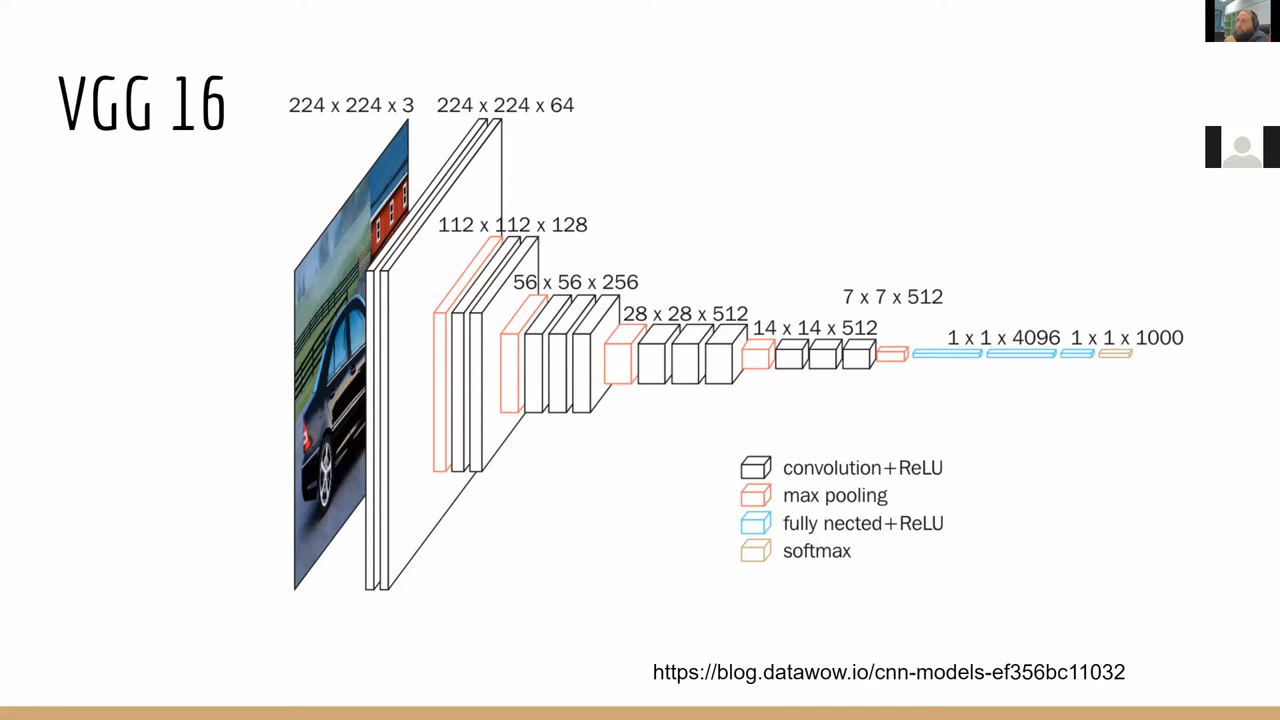 VGG 16
224 x 224 x 3
224 x 224 x 64
112 x 112 x 128
56 x 56 x 256
28 x 28 x 512
14 x 14 x 512
7 x 7 x 512
1 x 1 x 4096
1 x 1 x 1000
convolution+ReLU
max pooling
fully nected+ReLU
softmax
https://blog.datawow.io/cnn-models-ef356bc11032